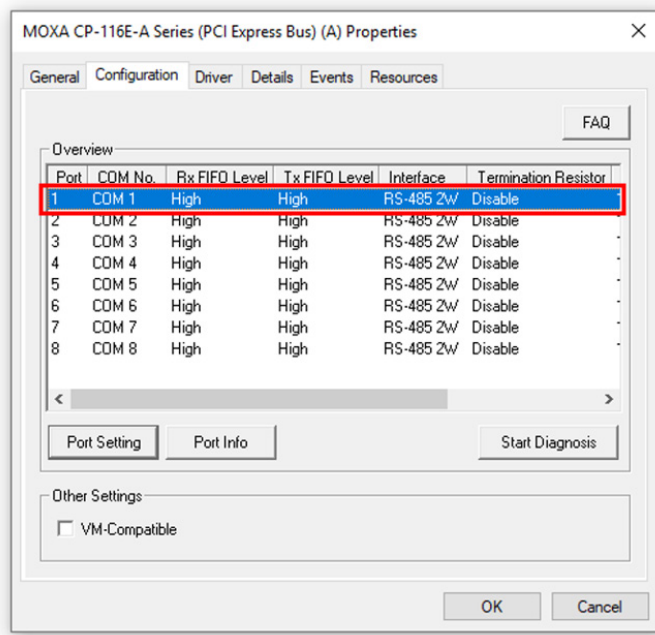 MOXA CP-116E-A Series (PCI Express Bus) (A) Properties
General Configuration Driver Details Events Resources
FAQ
Overview
Port COM No. Rx FIFO Level Tx FIFO Level Interface Termination Resistor
1 COM 1 High High RS-485 2W Disable
2 COM 2 High High RS-485 2W Disable
3 COM 3 High High RS-485 2W Disable
4 COM 4 High High RS-485 2W Disable
5 COM 5 High High RS-485 2W Disable
6 COM 6 High High RS-485 2W Disable
7 COM 7 High High RS-485 2W Disable
8 COM 8 High High RS-485 2W Disable
Port Setting Port Info Start Diagnosis
Other Settings
VM-Compatible
OK Cancel